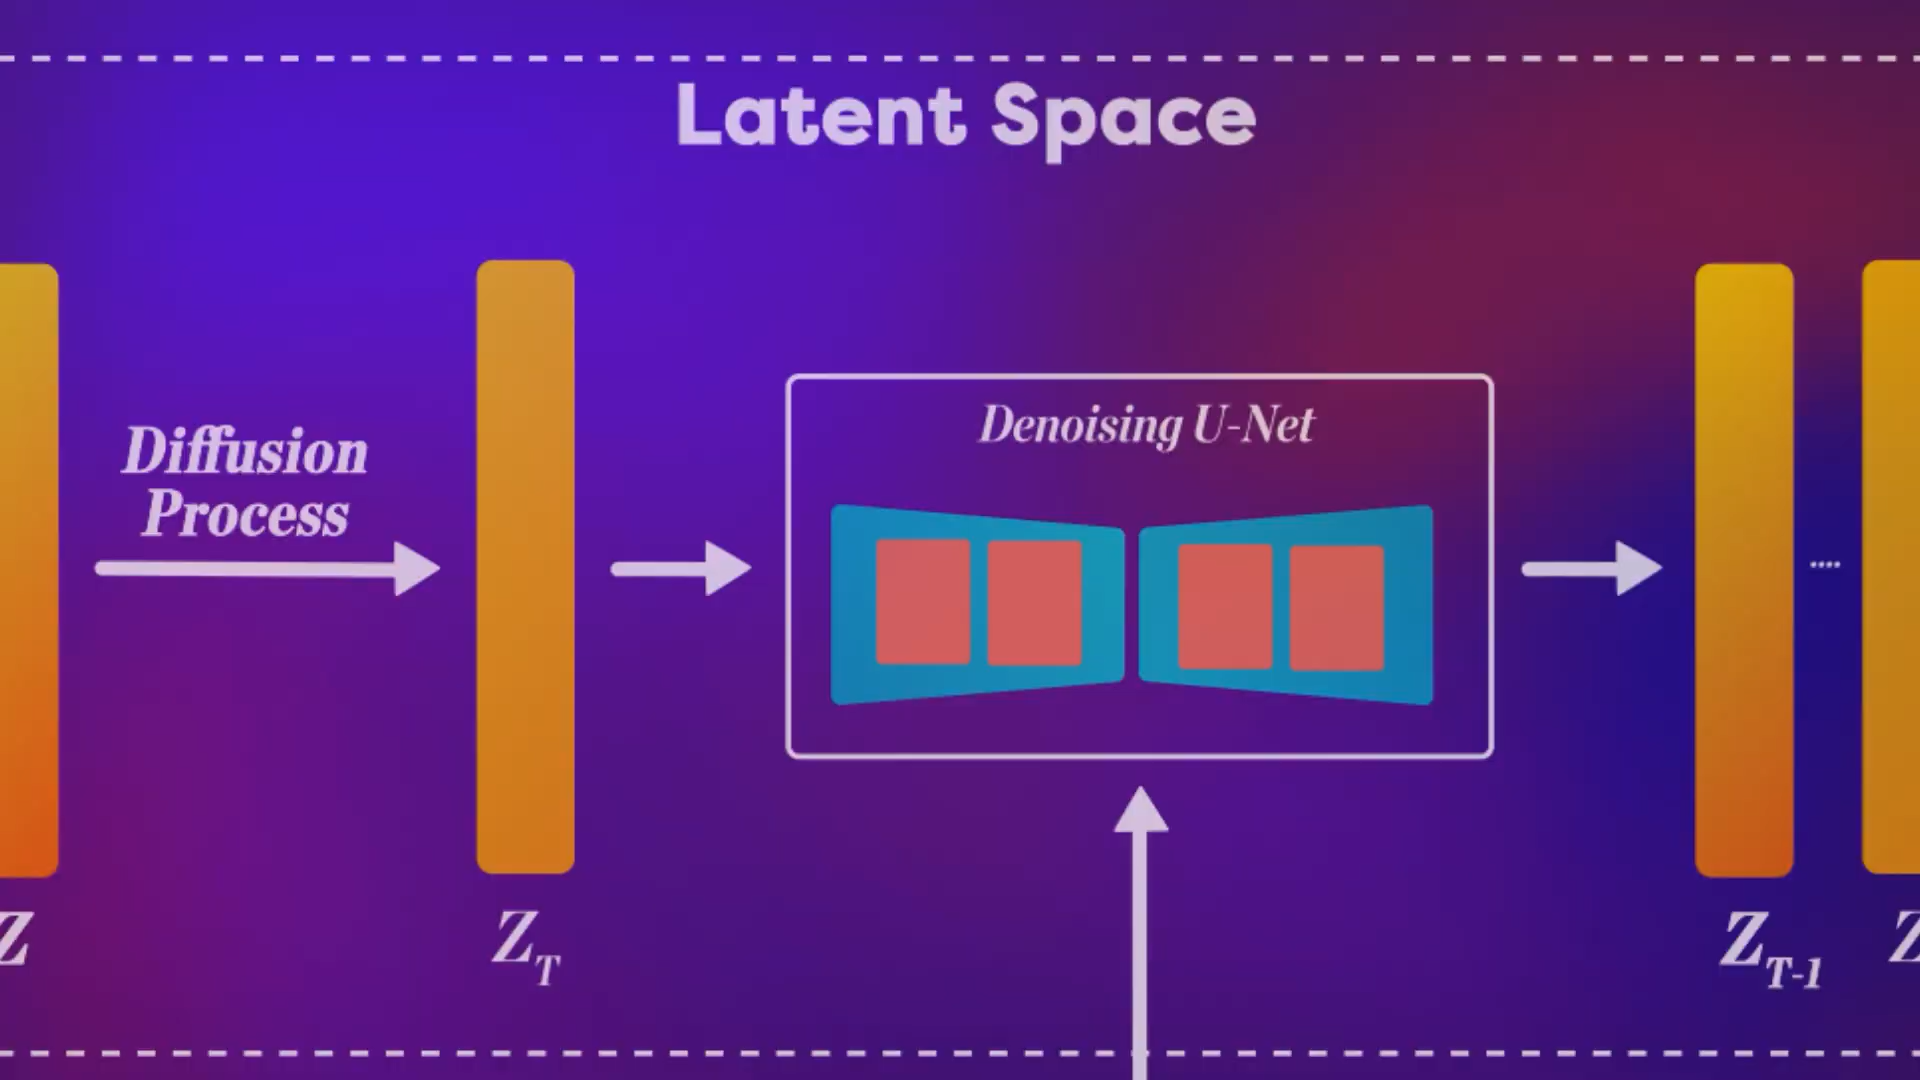 Latent Space
Diffusion
Process
Denoising U-Net
....
Z
Z_T
Z_T-1
Z